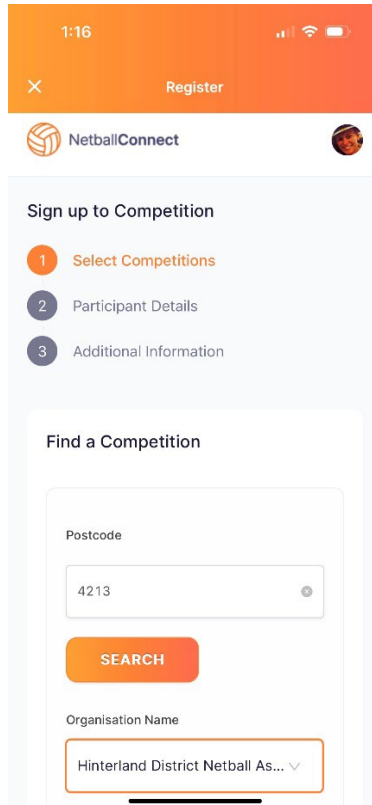 1:16
Register
NetballConnect
Sign up to Competition
1 Select Competitions
2 Participant Details
3 Additional Information
Find a Competition
Postcode
4213
SEARCH
Organisation Name
Hinterland District Netball As...